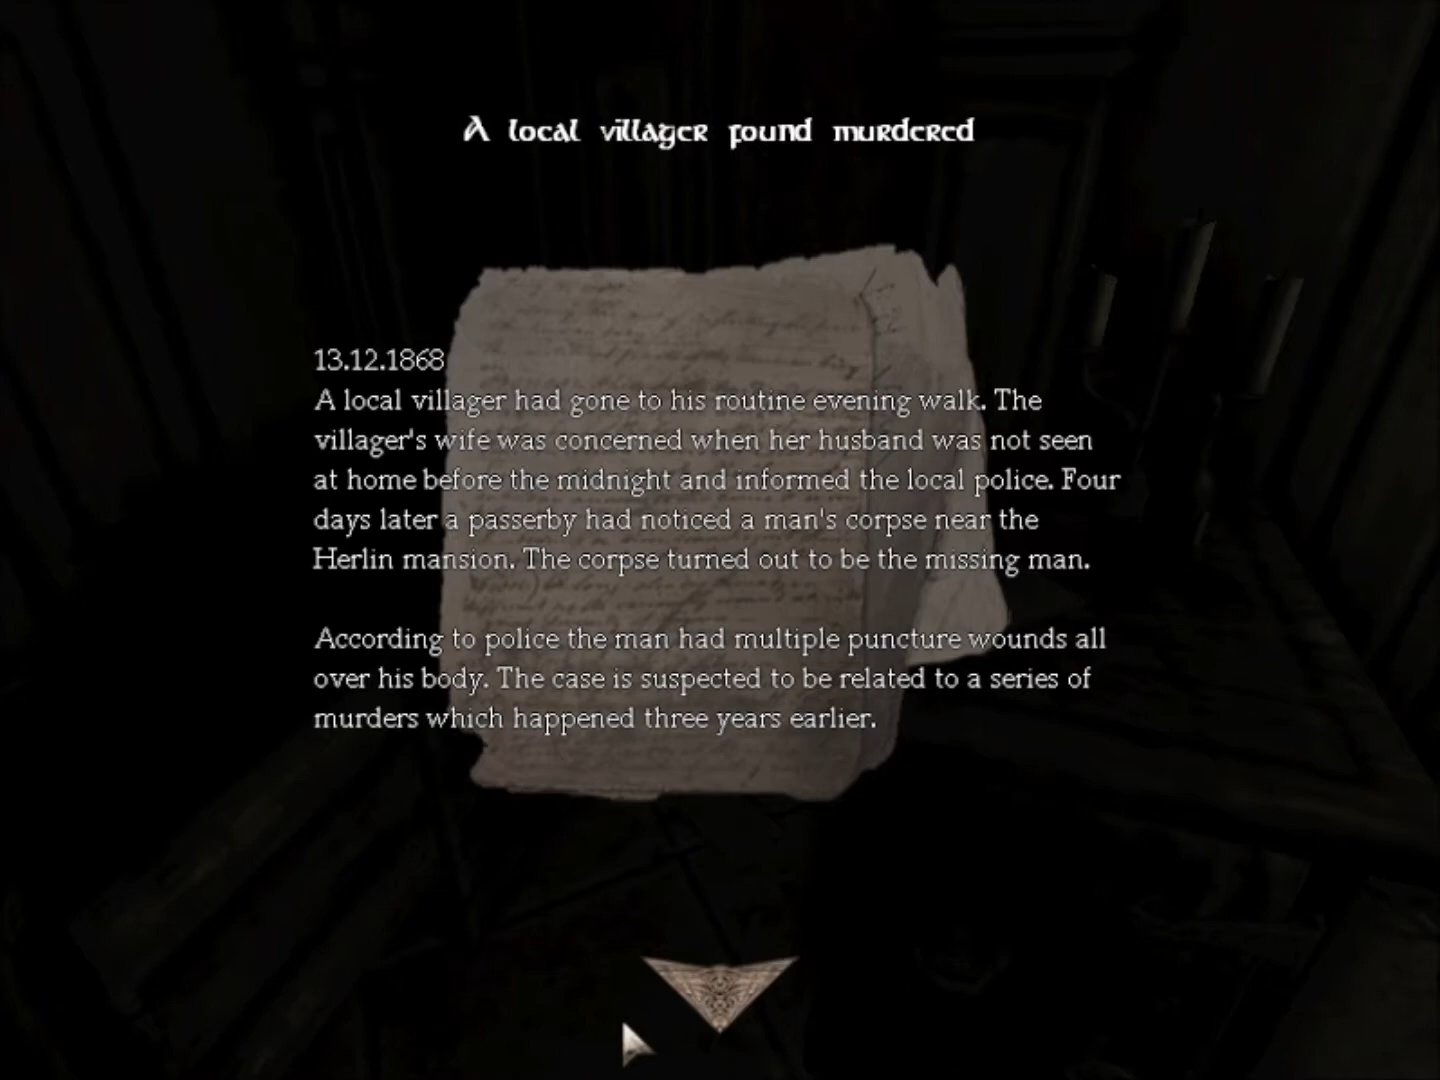 A local villager found murdered
13.12.1868
A local villager had gone to his routine evening walk. The
villager's wife was concerned when her husband was not seen
at home before the midnight and informed the local police. Four
days later a passerby had noticed a man's corpse near the
Herlin mansion. The corpse turned out to be the missing man.
According to police the man had multiple puncture wounds all
over his body. The case is suspected to be related to a series of
murders which happened three years earlier.